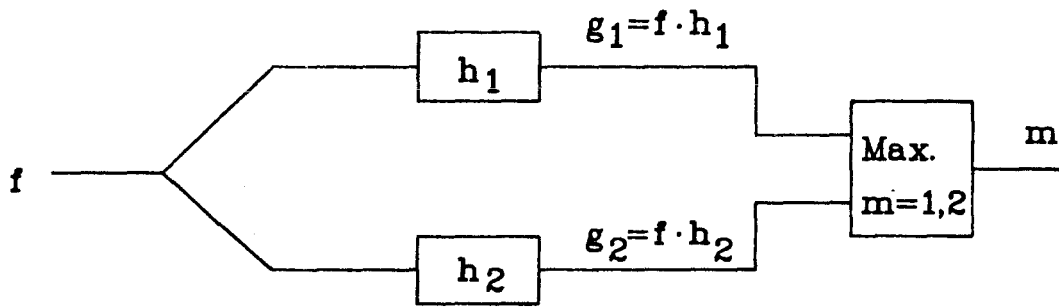 g₁=f·h₁
h₁
f
Max.
m=1,2
m
g₂=f·h₂
h₂